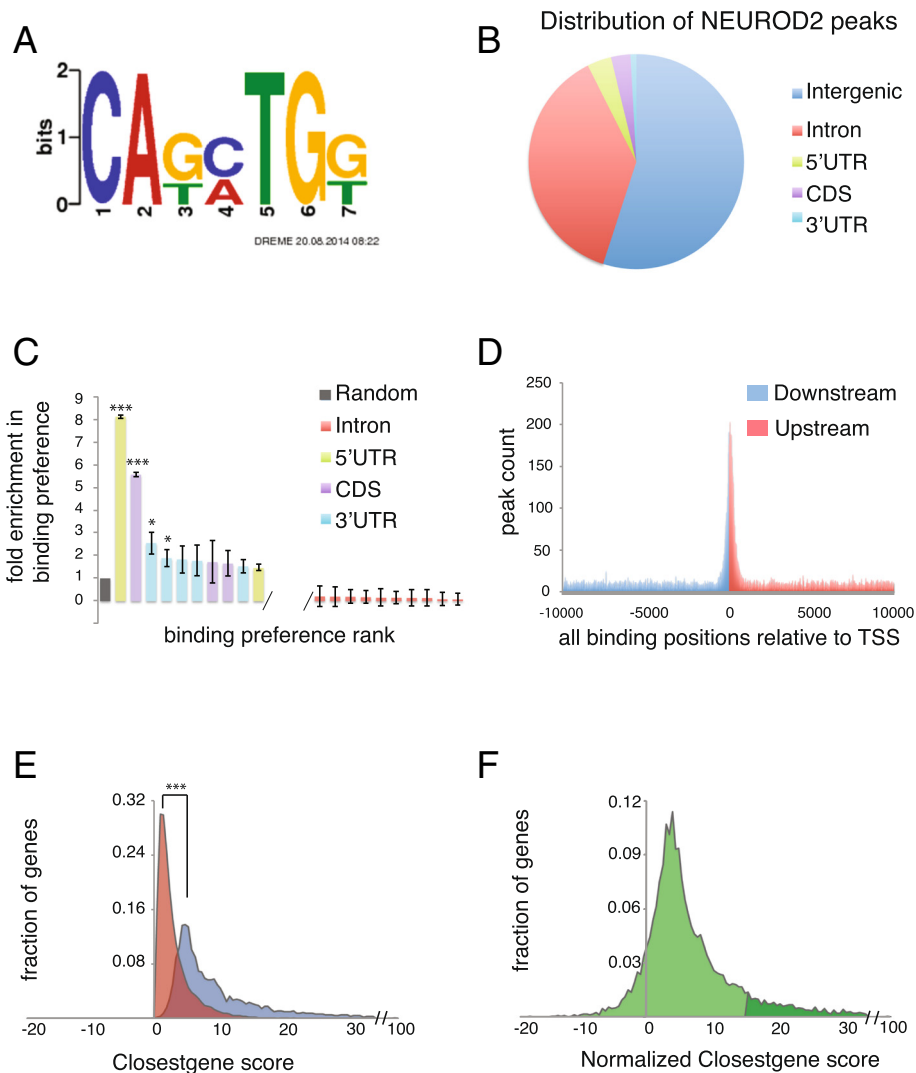 A
2
1
0
bits
CAGCTGG
TA T
1 2 3 4 5 6 7
DREME 20.08.2014 08:22
B
Distribution of NEUROD2 peaks
Intergenic
Intron
5'UTR
CDS
3'UTR
C
fold enrichment in
binding preference
9
8
7
6
5
4
3
2
1
0
***
***
*
*
Random
Intron
5'UTR
CDS
3'UTR
/ /
binding preference rank
D
peak count
250
200
150
100
50
0
Downstream
Upstream
-10000 -5000 0 5000 10000
all binding positions relative to TSS
E
fraction of genes
0.32
0.24
0.16
0.08
***
-20 -10 0 10 20 30 // 100
Closestgene score
F
fraction of genes
0.12
0.09
0.06
0.03
-20 -10 0 10 20 30 // 100
Normalized Closestgene score